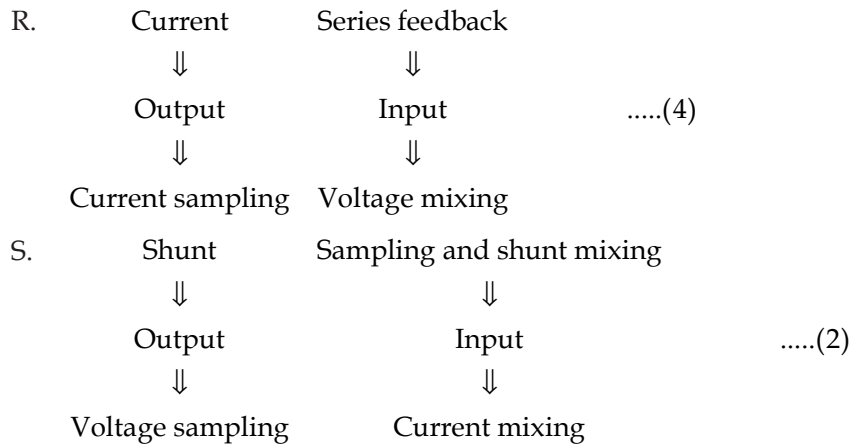 R. Current Series feedback
⇓ ⇓
Output Input .....(4)
⇓ ⇓
Current sampling Voltage mixing
S. Shunt Sampling and shunt mixing
⇓ ⇓
Output Input .....(2)
⇓ ⇓
Voltage sampling Current mixing